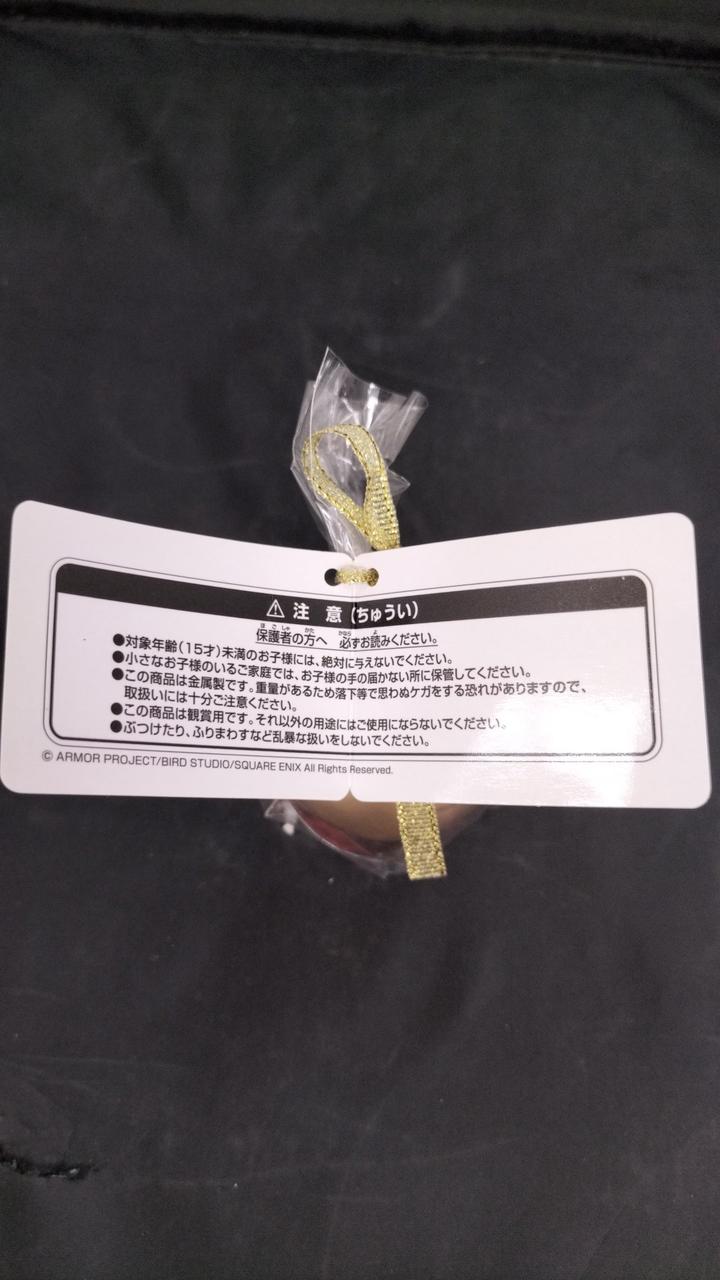 ⚠ 注 意 (ちゅうい)
保護者の方へ 必ずお読みください。
●対象年齢(15才)未満のお子様には、絶対に与えないでください。
●小さなお子様のいるご家庭では、お子様の手の届かない所に保管してください。
●この商品は金属製です。重量があるため落下等で思わぬケガをする恐れがありますので、
取扱いには十分ご注意ください。
●この商品は観賞用です。それ以外の用途にはご使用にならないでください。
●ぶつけたり、ふりまわすなど乱暴な扱いをしないでください。
© ARMOR PROJECT/BIRD STUDIO/SQUARE ENIX All Rights Reserved.